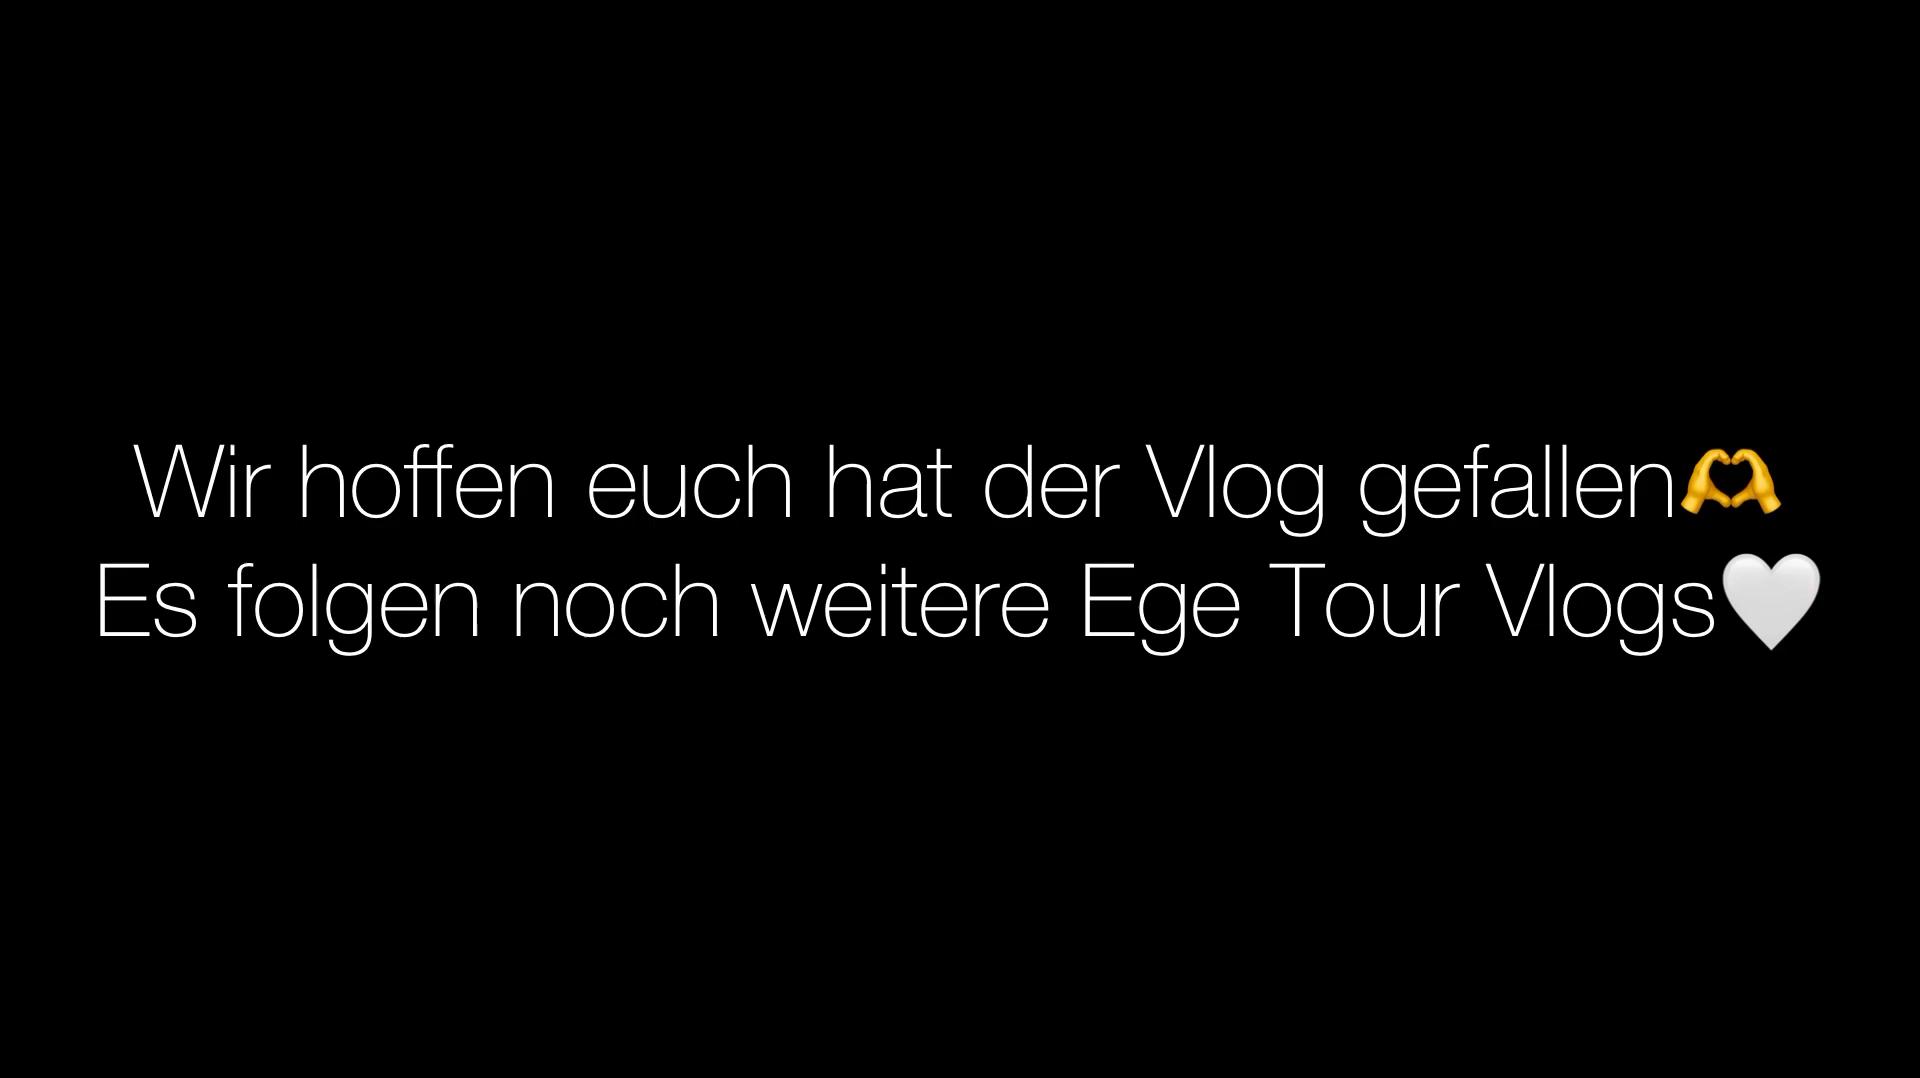 Wir hoffen euch hat der Vlog gefallen🫶
Es folgen noch weitere Ege Tour Vlogs🤍